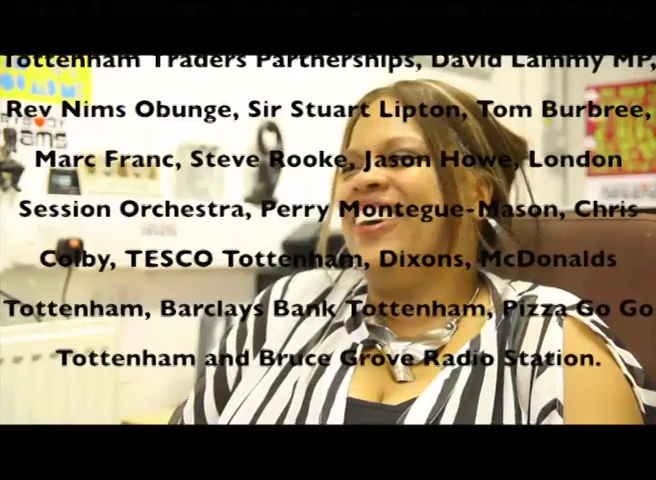 Tottenham Traders Partnerships, David Lammy MP,
Rev Nims Obunge, Sir Stuart Lipton, Tom Burbree,
Marc Franc, Steve Rooke, Jason Howe, London
Session Orchestra, Perry Montegue-Mason, Chris
Colby, TESCO Tottenham, Dixons, McDonalds
Tottenham, Barclays Bank Tottenham, Pizza Go Go
Tottenham and Bruce Grove Radio Station.